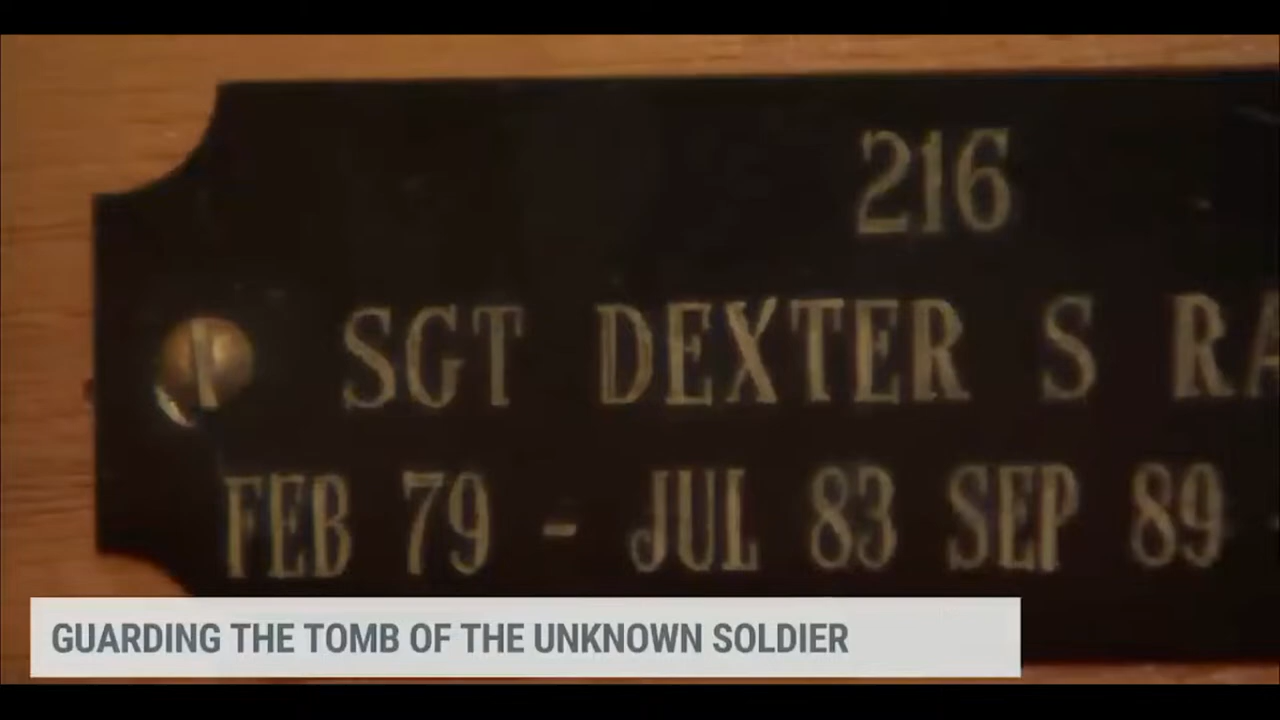 216
SGT DEXTER S
FEB 79 - JUL 83 SEP 89
GUARDING THE TOMB OF THE UNKNOWN SOLDIER